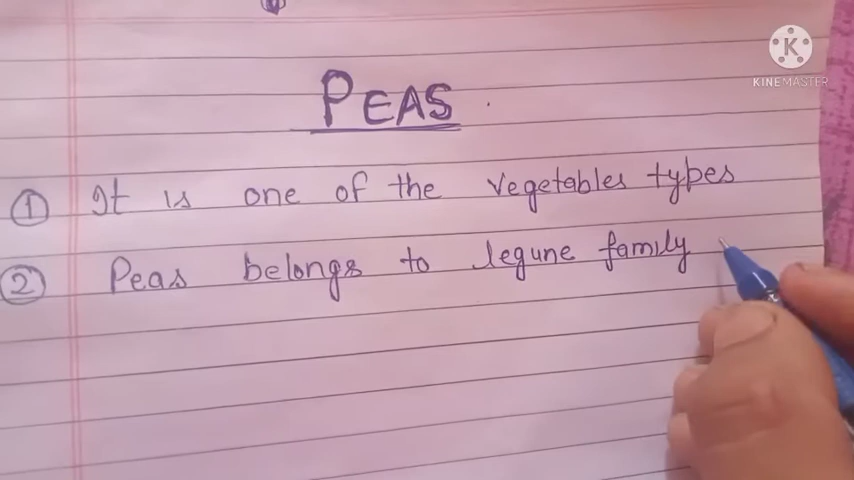 K
KINEMASTER
PEAS
① It is one of the vegetables types
② Peas belongs to legune family